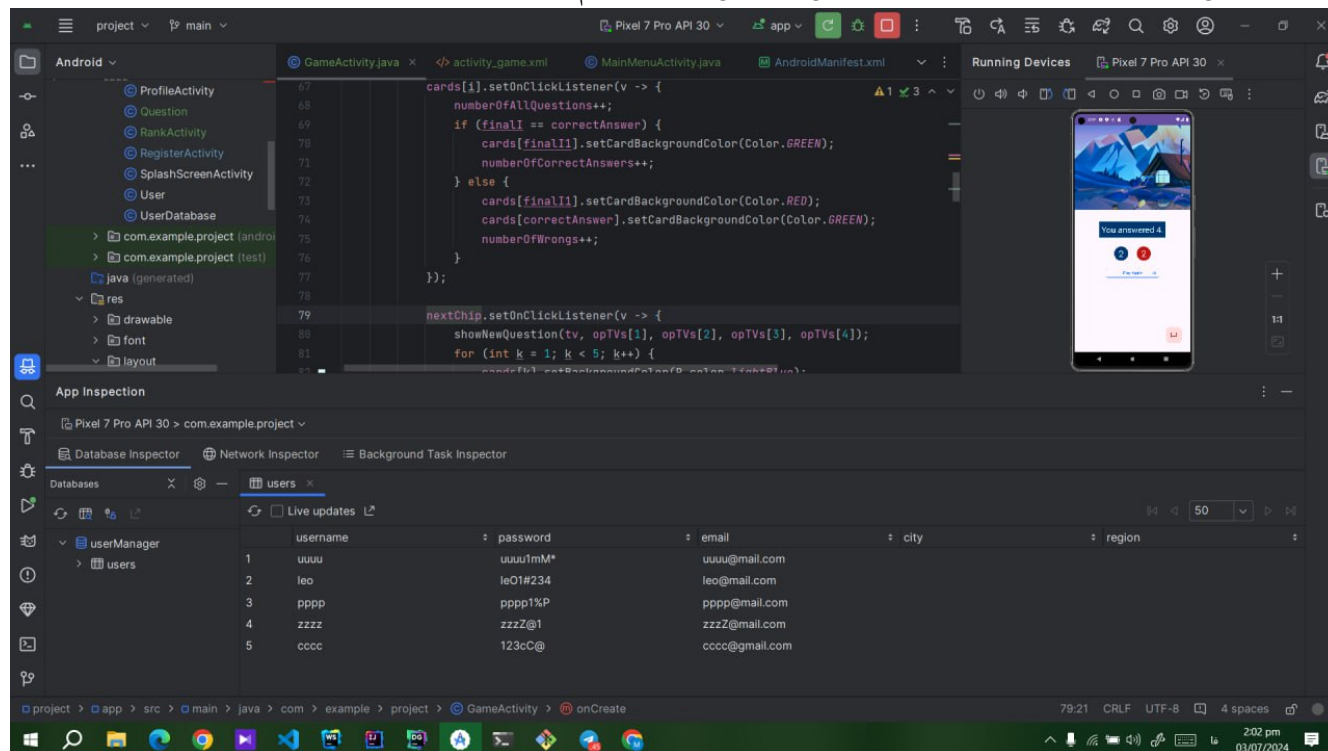 project main Pixel 7 Pro API 30 app
Android GameActivity.java activity_game.xml MainMenuActivity.java AndroidManifest.xml Running Devices Pixel 7 Pro API 30
ProfileActivity
Question
RankActivity
RegisterActivity
SplashScreenActivity
User
UserDatabase
com.example.project (androi
com.example.project (test)
java (generated)
res
drawable
font
layout
1 3
67 cards[i].setOnClickListener(v -> {
68 numberOfAllQuestions++;
69 if (finalI == correctAnswer) {
70 cards[finalI1].setCardBackgroundColor(Color.GREEN);
71 numberOfCorrectAnswers++;
72 } else {
73 cards[finalI1].setCardBackgroundColor(Color.RED);
74 cards[correctAnswer].setCardBackgroundColor(Color.GREEN);
75 numberOfWrongs++;
76 }
77 });
78
79 nextChip.setOnClickListener(v -> {
80 showNewQuestion(tv, opTVs[1], opTVs[2], opTVs[3], opTVs[4]);
81 for (int k = 1; k < 5; k++) {
82 cards[k].setBackgroundColor(R.color.lightBlue);
You answered 4.
2 2
1:1
App Inspection
Pixel 7 Pro API 30 > com.example.project
Database Inspector Network Inspector Background Task Inspector
Databases users
Live updates 50
userManager
users
username password email city region
1 uuuu uuuu1mM* uuuu@mail.com
2 leo leO1#234 leo@mail.com
3 pppp pppp1%P pppp@mail.com
4 zzzz zzzZ@1 zzzZ@mail.com
5 cccc 123cC@ cccc@gmail.com
project > app > src > main > java > com > example > project > GameActivity > onCreate 79:21 CRLF UTF-8 4 spaces
2:02 pm
03/07/2024